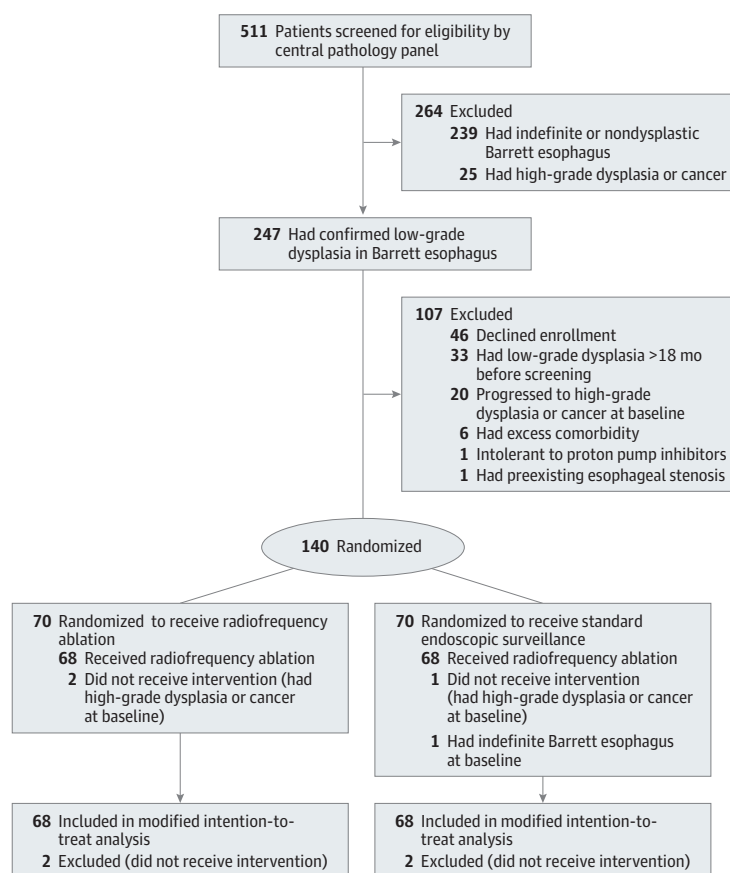 511 Patients screened for eligibility by
central pathology panel
264 Excluded
239 Had indefinite or nondysplastic
Barrett esophagus
25 Had high-grade dysplasia or cancer
247 Had confirmed low-grade
dysplasia in Barrett esophagus
107 Excluded
46 Declined enrollment
33 Had low-grade dysplasia >18 mo
before screening
20 Progressed to high-grade
dysplasia or cancer at baseline
6 Had excess comorbidity
1 Intolerant to proton pump inhibitors
1 Had preexisting esophageal stenosis
140 Randomized
70 Randomized to receive radiofrequency
ablation
68 Received radiofrequency ablation
2 Did not receive intervention (had
high-grade dysplasia or cancer
at baseline)
70 Randomized to receive standard
endoscopic surveillance
68 Received radiofrequency ablation
1 Did not receive intervention
(had high-grade dysplasia or cancer
at baseline)
1 Had indefinite Barrett esophagus
at baseline
68 Included in modified intention-to-
treat analysis
2 Excluded (did not receive intervention)
68 Included in modified intention-to-
treat analysis
2 Excluded (did not receive intervention)